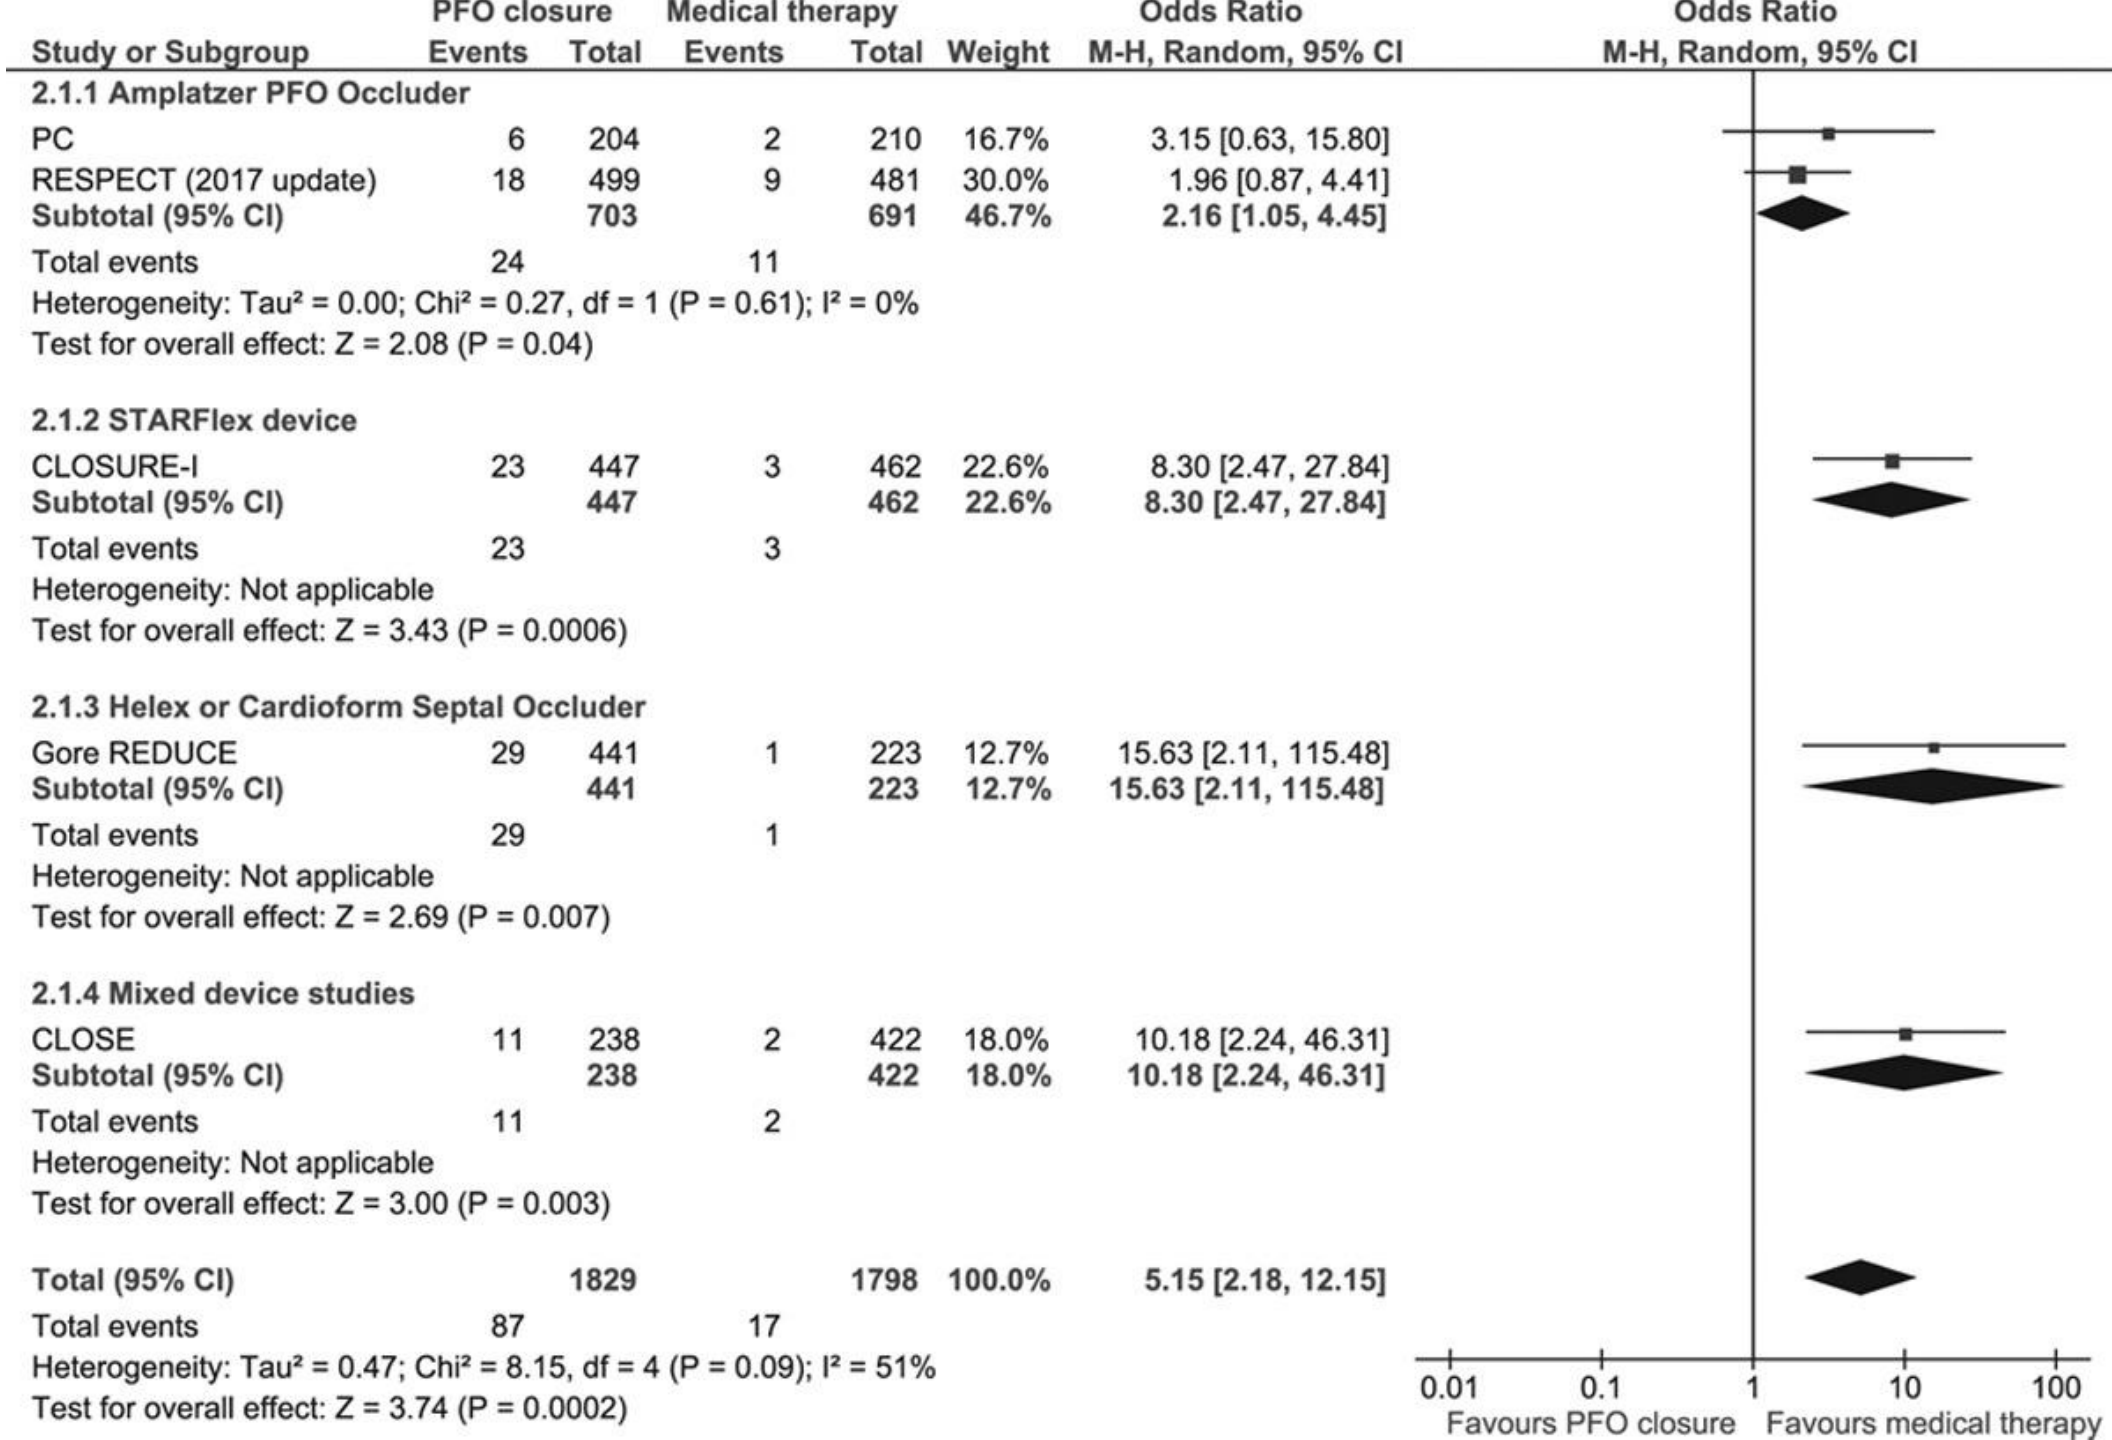 PFO closure Medical therapy Odds Ratio Odds Ratio
Study or Subgroup Events Total Events Total Weight M-H, Random, 95% CI M-H, Random, 95% CI
2.1.1 Amplatzer PFO Occluder
PC 6 204 2 210 16.7% 3.15 [0.63, 15.80]
RESPECT (2017 update) 18 499 9 481 30.0% 1.96 [0.87, 4.41]
Subtotal (95% CI) 703 691 46.7% 2.16 [1.05, 4.45]
Total events 24 11
Heterogeneity: Tau² = 0.00; Chi² = 0.27, df = 1 (P = 0.61); I² = 0%
Test for overall effect: Z = 2.08 (P = 0.04)
2.1.2 STARFlex device
CLOSURE-I 23 447 3 462 22.6% 8.30 [2.47, 27.84]
Subtotal (95% CI) 447 462 22.6% 8.30 [2.47, 27.84]
Total events 23 3
Heterogeneity: Not applicable
Test for overall effect: Z = 3.43 (P = 0.0006)
2.1.3 Helex or Cardioform Septal Occluder
Gore REDUCE 29 441 1 223 12.7% 15.63 [2.11, 115.48]
Subtotal (95% CI) 441 223 12.7% 15.63 [2.11, 115.48]
Total events 29 1
Heterogeneity: Not applicable
Test for overall effect: Z = 2.69 (P = 0.007)
2.1.4 Mixed device studies
CLOSE 11 238 2 422 18.0% 10.18 [2.24, 46.31]
Subtotal (95% CI) 238 422 18.0% 10.18 [2.24, 46.31]
Total events 11 2
Heterogeneity: Not applicable
Test for overall effect: Z = 3.00 (P = 0.003)
Total (95% CI) 1829 1798 100.0% 5.15 [2.18, 12.15]
Total events 87 17
Heterogeneity: Tau² = 0.47; Chi² = 8.15, df = 4 (P = 0.09); I² = 51%
Test for overall effect: Z = 3.74 (P = 0.0002)
0.01 0.1 1 10 100
Favours PFO closure Favours medical therapy